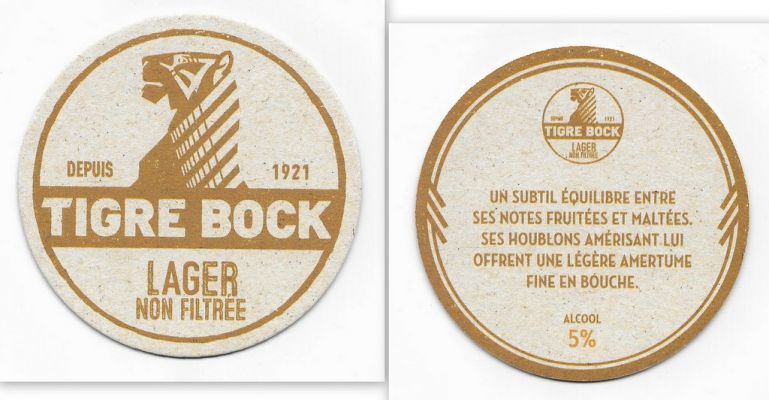 DEPUIS 1921
TIGRE BOCK
LAGER
NON FILTRÉE
DEPUIS 1921
TIGRE BOCK
LAGER
NON FILTRÉE
UN SUBTIL ÉQUILIBRE ENTRE
SES NOTES FRUITÉES ET MALTÉES.
SES HOUBLONS AMÉRISANT LUI
OFFRENT UNE LÉGÈRE AMERTUME
FINE EN BOUCHE.
ALCOOL
5%